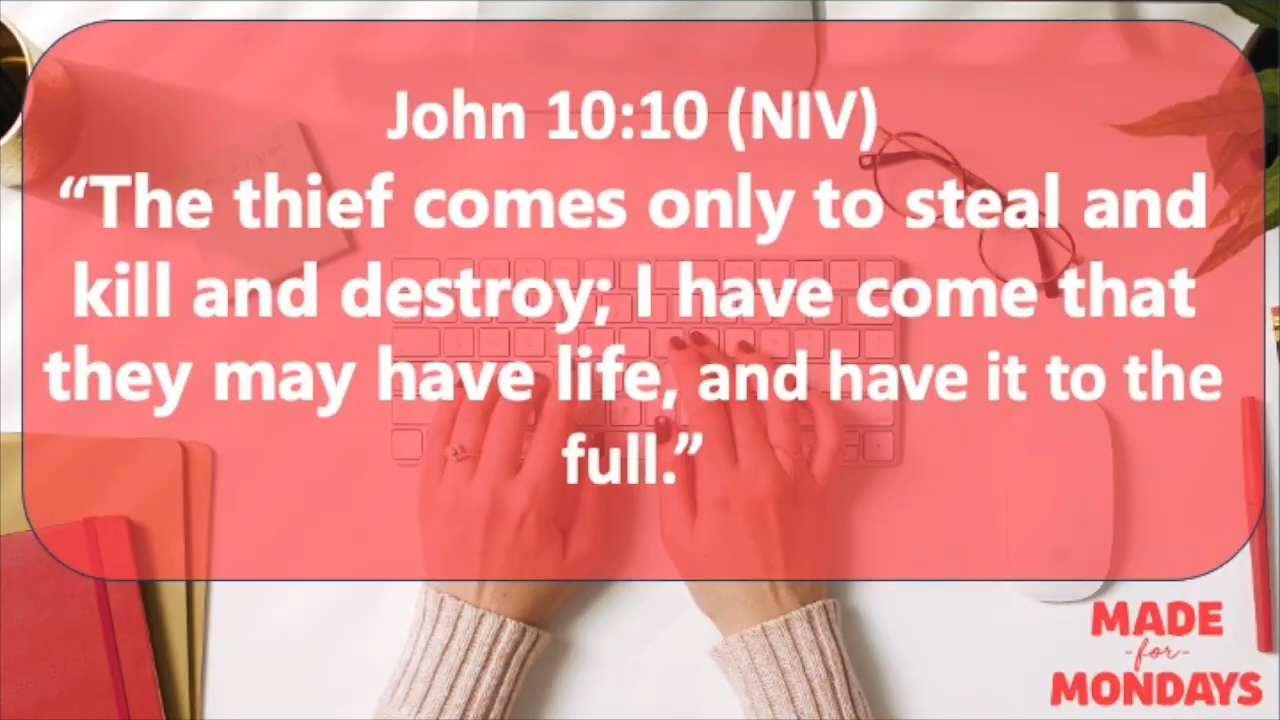 John 10:10 (NIV)
“The thief comes only to steal and
kill and destroy; I have come that
they may have life, and have it to the
full.”
MADE
-for-
MONDAYS